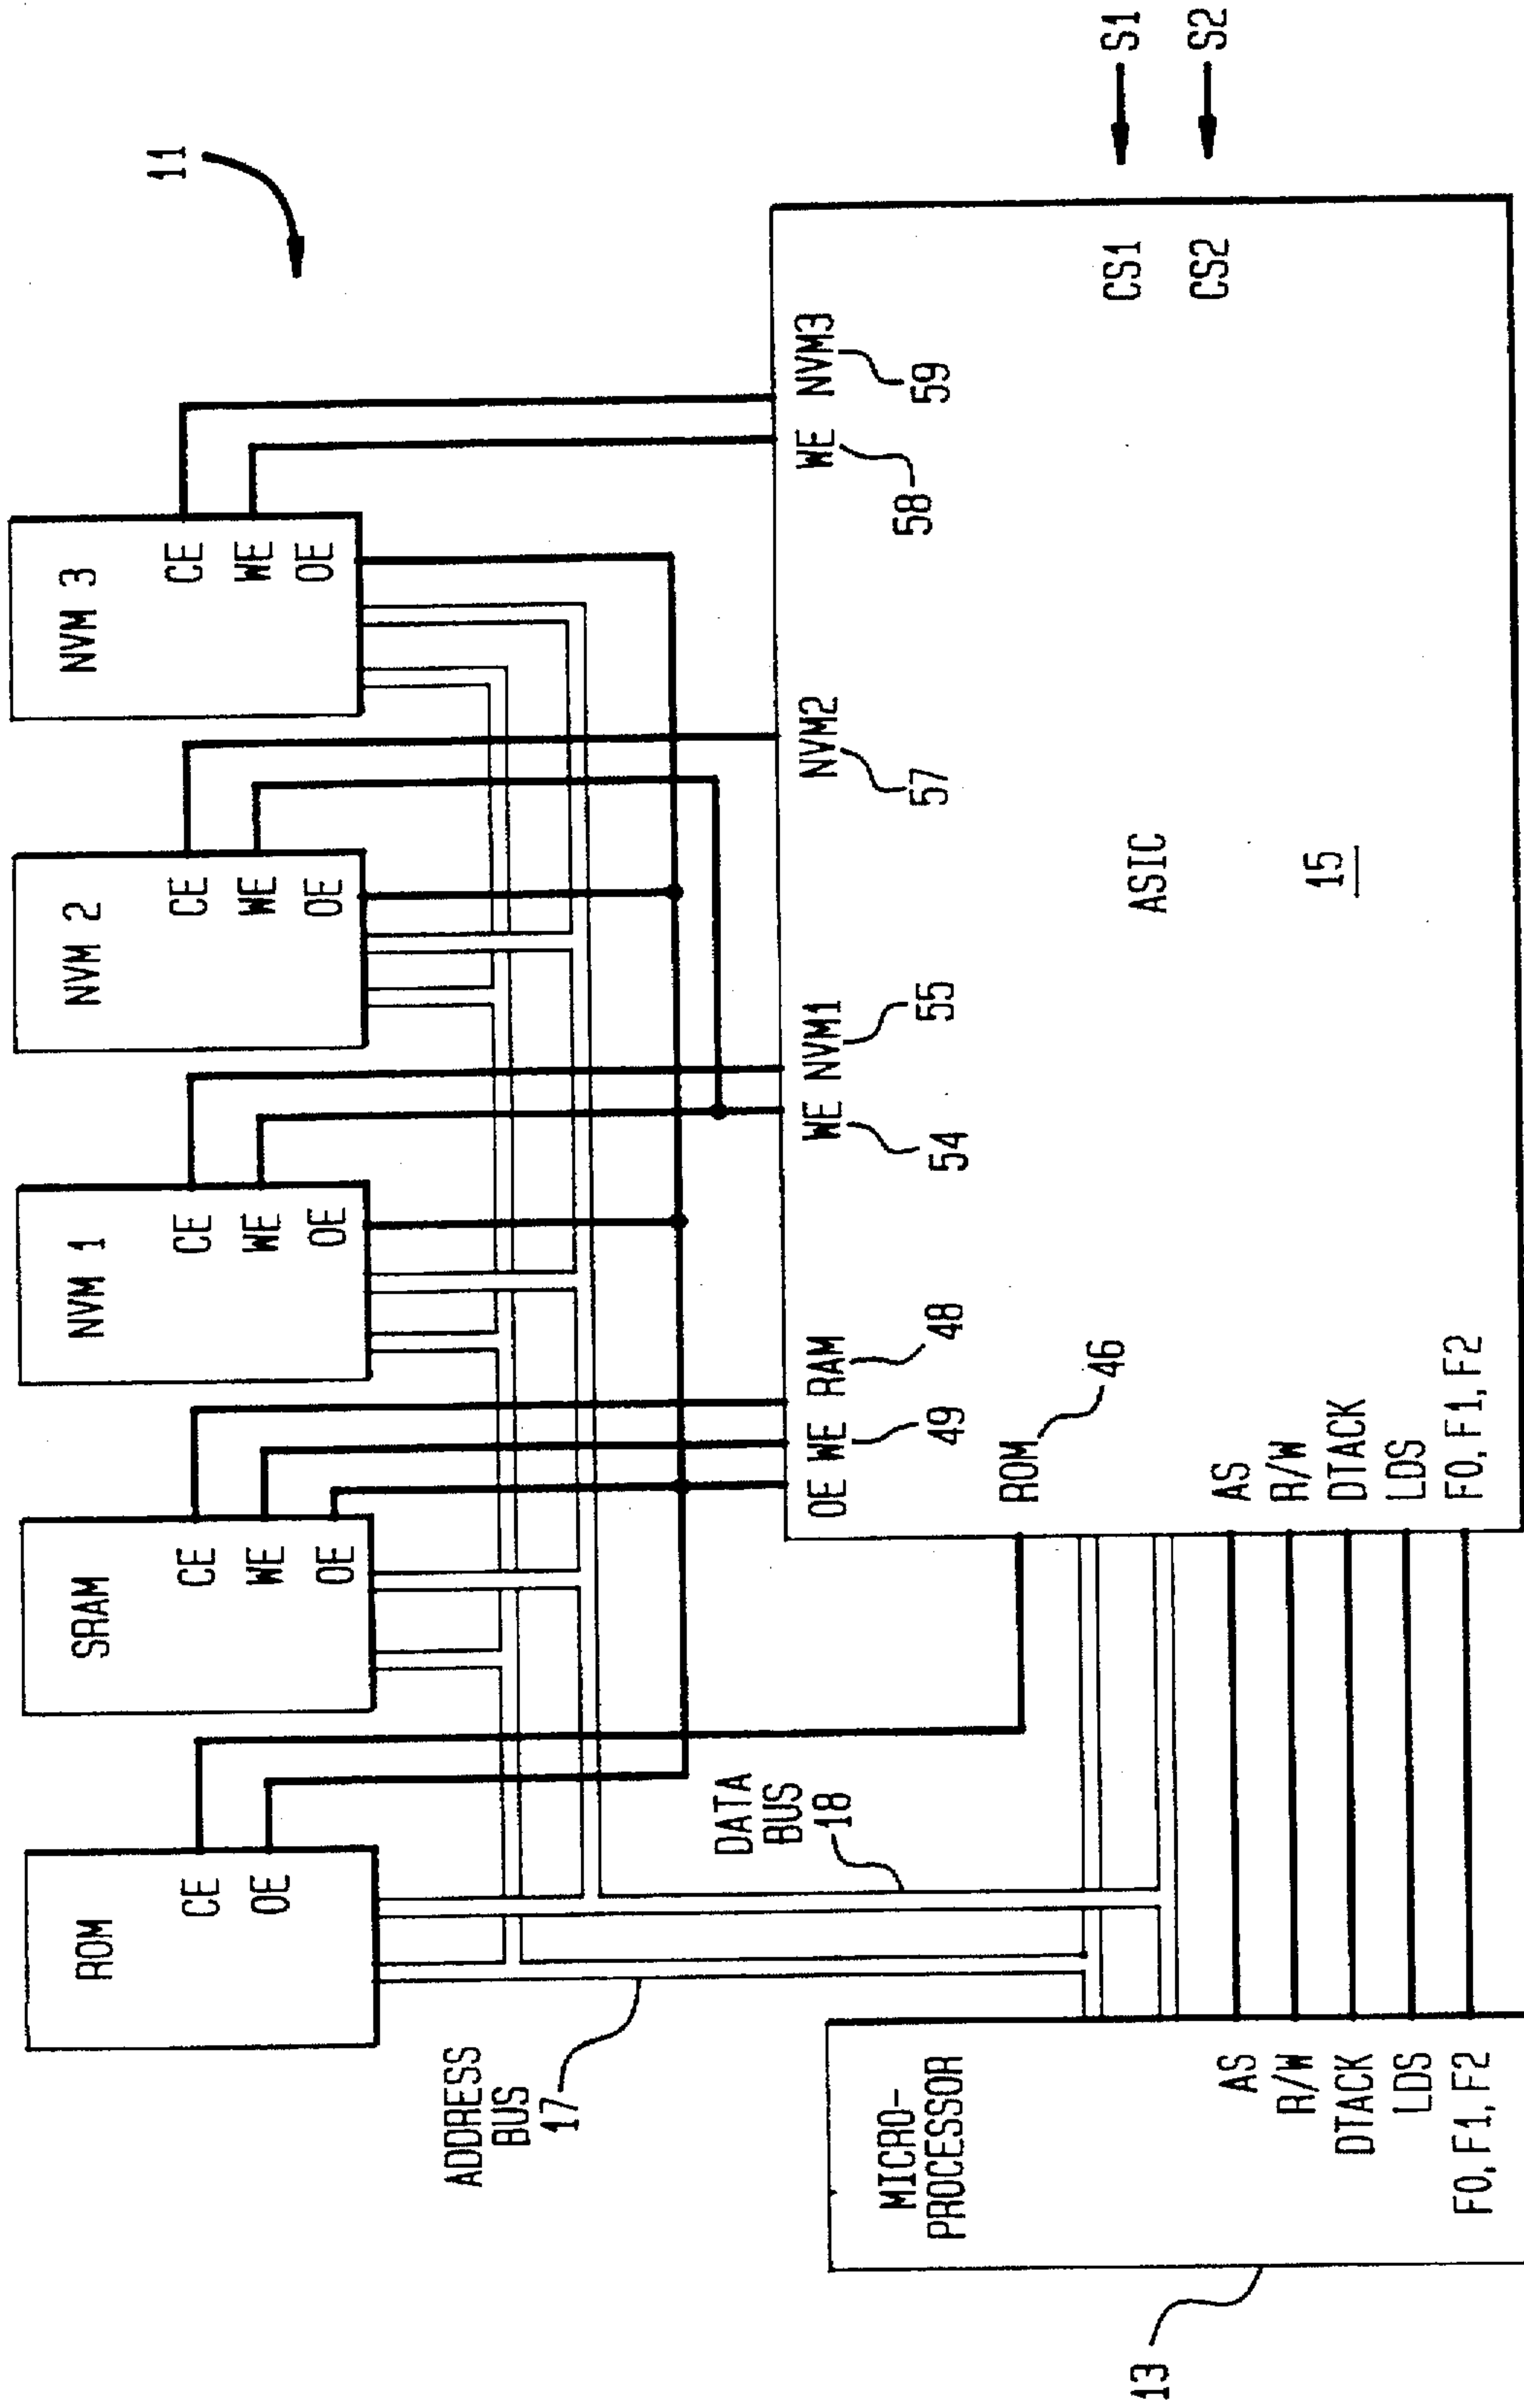 11
ROM
CE
OE
SRAM
CE
WE
OE
NVM 1
CE
WE
OE
NVM 2
CE
WE
OE
NVM 3
CE
WE
OE
ADDRESS
BUS
17
DATA
BUS
18
OE WE RAM
49
48
WE NVM1
54
55
NVM2
57
WE NVM3
58
59
ROM
46
MICRO-
PROCESSOR
13
AS
R/W
DTACK
LDS
F0, F1, F2
AS
R/W
DTACK
LDS
F0, F1, F2
ASIC
15
CS1
CS2
S1
S2